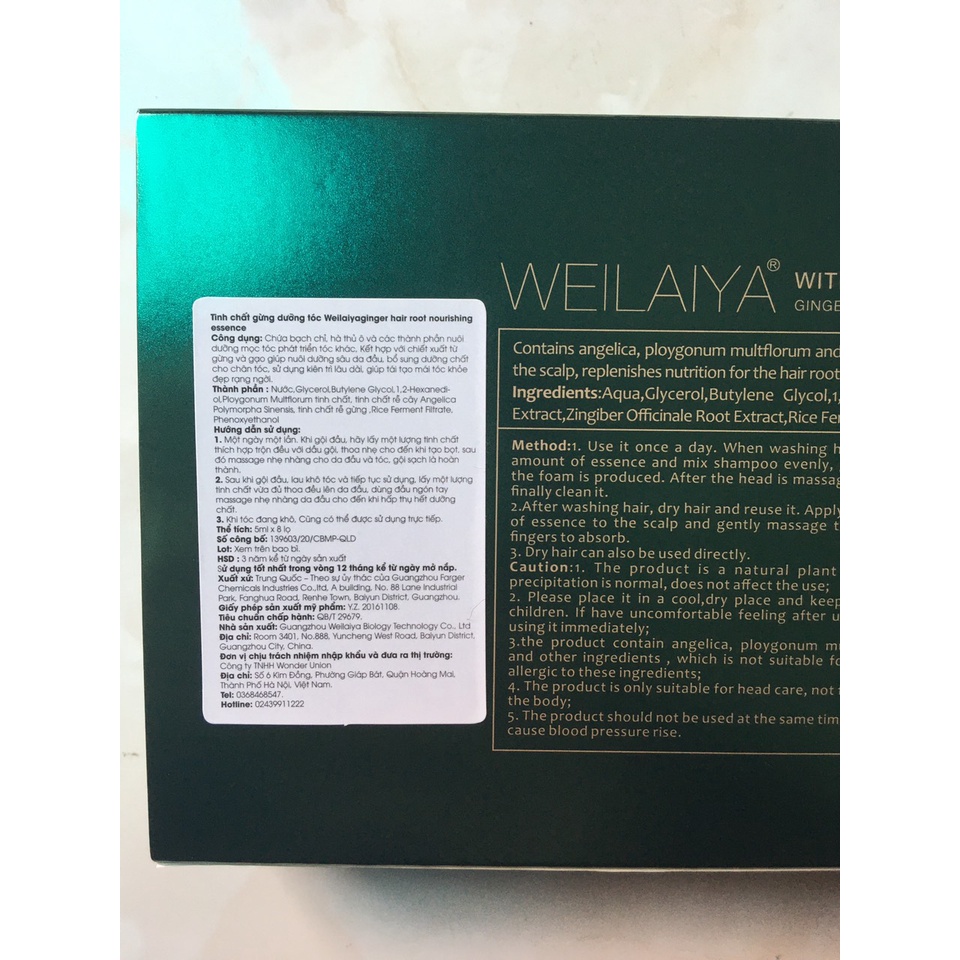 Tinh chất gừng dưỡng tóc Weilaiyaginger hair root nourishing
essence
Công dụng: Chứa bạch chỉ, hà thủ ô và các thành phần nuôi
dưỡng mọc tóc phát triển tóc khác, Kết hợp với chiết xuất từ
gừng và gạo giúp nuôi dưỡng sâu da đầu, bổ sung dưỡng chất
cho chân tóc, sử dụng kiên trì lâu dài, giúp tái tạo mái tóc khỏe
đẹp rạng ngời.
Thành phần : Nước,Glycerol,Butylene Glycol,1,2-Hexanedi-
ol,Ploygonum Multflorum tinh chất, tinh chất rễ cây Angelica
Polymorpha Sinensis, tinh chất rễ gừng ,Rice Ferment Filtrate,
Phenoxyethanol
Hướng dẫn sử dụng:
1. Một ngày một lần. Khi gội đầu, hãy lấy một lượng tinh chất
thích hợp trộn đều với dầu gội, thoa nhẹ cho đến khi tạo bọt, sau
đó massage nhẹ nhàng cho da đầu và tóc, gội sạch là hoàn
thành.
2. Sau khi gội đầu, lau khô tóc và tiếp tục sử dụng, lấy một lượng
tinh chất vừa đủ thoa đều lên da đầu, dùng đầu ngón tay
massage nhẹ nhàng da đầu cho đến khi hấp thụ hết dưỡng
chất.
3. Khi tóc đang khô, Cũng có thể được sử dụng trực tiếp.
Thể tích: 5ml x 8 lọ
Số công bố: 139603/20/CBMP-QLD
Lot: Xem trên bao bì.
HSD : 3 năm kể từ ngày sản xuất
Sử dụng tốt nhất trong vòng 12 tháng kể từ ngày mở nắp.
Xuất xứ: Trung Quốc – Theo sự ủy thác của Guangzhou Farger
Chemicals Industries Co.,ltd, A building, No. 88 Lane Industrial
Park, Fanghua Road, Renhe Town, Baiyun District, Guangzhou.
Giấy phép sản xuất mỹ phẩm: Y.Z. 20161108.
Tiêu chuẩn chấp hành: QB/T 29679.
Nhà sản xuất: Guangzhou Weilaiya Biology Technology Co., Ltd
Địa chỉ: Room 3401, No.888, Yuncheng West Road, Baiyun District,
Guangzhou City, China.
Đơn vị chịu trách nhiệm nhập khẩu và đưa ra thị trường:
Công ty TNHH Wonder Union
Địa chỉ: Số 6 Kim Đồng, Phường Giáp Bát, Quận Hoàng Mai,
Thành Phố Hà Nội, Việt Nam.
Tel: 0368468547.
Hotline: 02439911222
WEILAIYA® WIT
GINGE
Contains angelica, ploygonum multflorum and
the scalp, replenishes nutrition for the hair root
Ingredients:Aqua,Glycerol,Butylene Glycol,1,
Extract,Zingiber Officinale Root Extract,Rice Fer
Method:1. Use it once a day. When washing h
amount of essence and mix shampoo evenly,
the foam is produced. After the head is massag
finally clean it.
2.After washing hair, dry hair and reuse it. Apply
of essence to the scalp and gently massage t
fingers to absorb.
3. Dry hair can also be used directly.
Caution:1. The product is a natural plant
precipitation is normal, does not affect the use;
2. Please place it in a cool,dry place and keep
children. If have uncomfortable feeling after u
using it immediately;
3.the product contain angelica, ploygonum m
and other ingredients , which is not suitable fo
allergic to these ingredients;
4. The product is only suitable for head care, not
the body;
5. The product should not be used at the same tim
cause blood pressure rise.